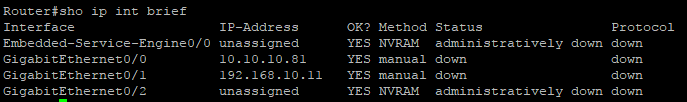 Router#sho ip int brief
Interface                  IP-Address      OK? Method Status                Protocol
Embedded-Service-Engine0/0 unassigned      YES NVRAM  administratively down down
GigabitEthernet0/0         10.10.10.81     YES manual down                  down
GigabitEthernet0/1         192.168.10.11   YES manual down                  down
GigabitEthernet0/2         unassigned      YES NVRAM  administratively down down